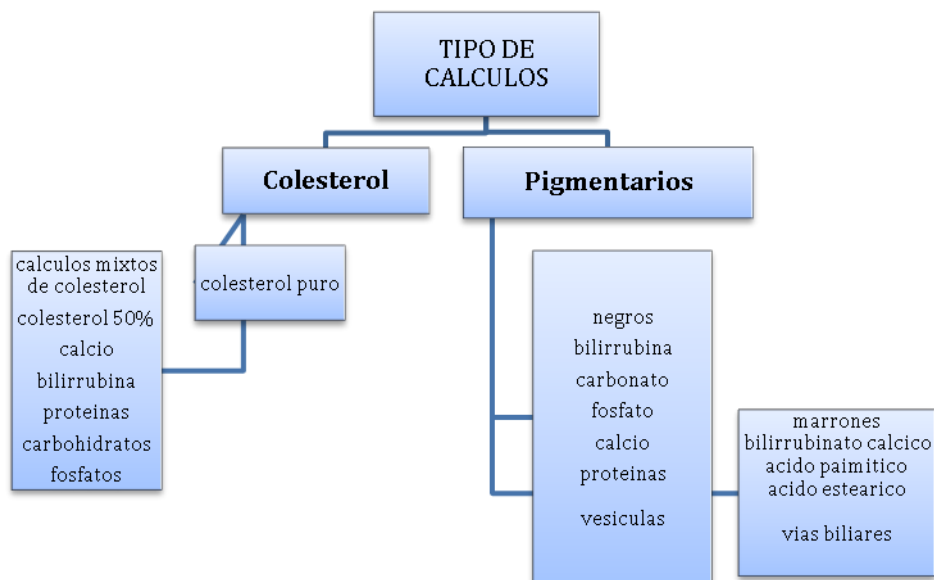 TIPO DE
CALCULOS
Colesterol
Pigmentarios
calculos mixtos
de colesterol
colesterol 50%
calcio
bilirrubina
proteinas
carbohidratos
fosfatos
colesterol puro
negros
bilirrubina
carbonato
fosfato
calcio
proteinas
vesiculas
marrones
bilirrubinato calcico
acido paimitico
acido estearico
vias biliares